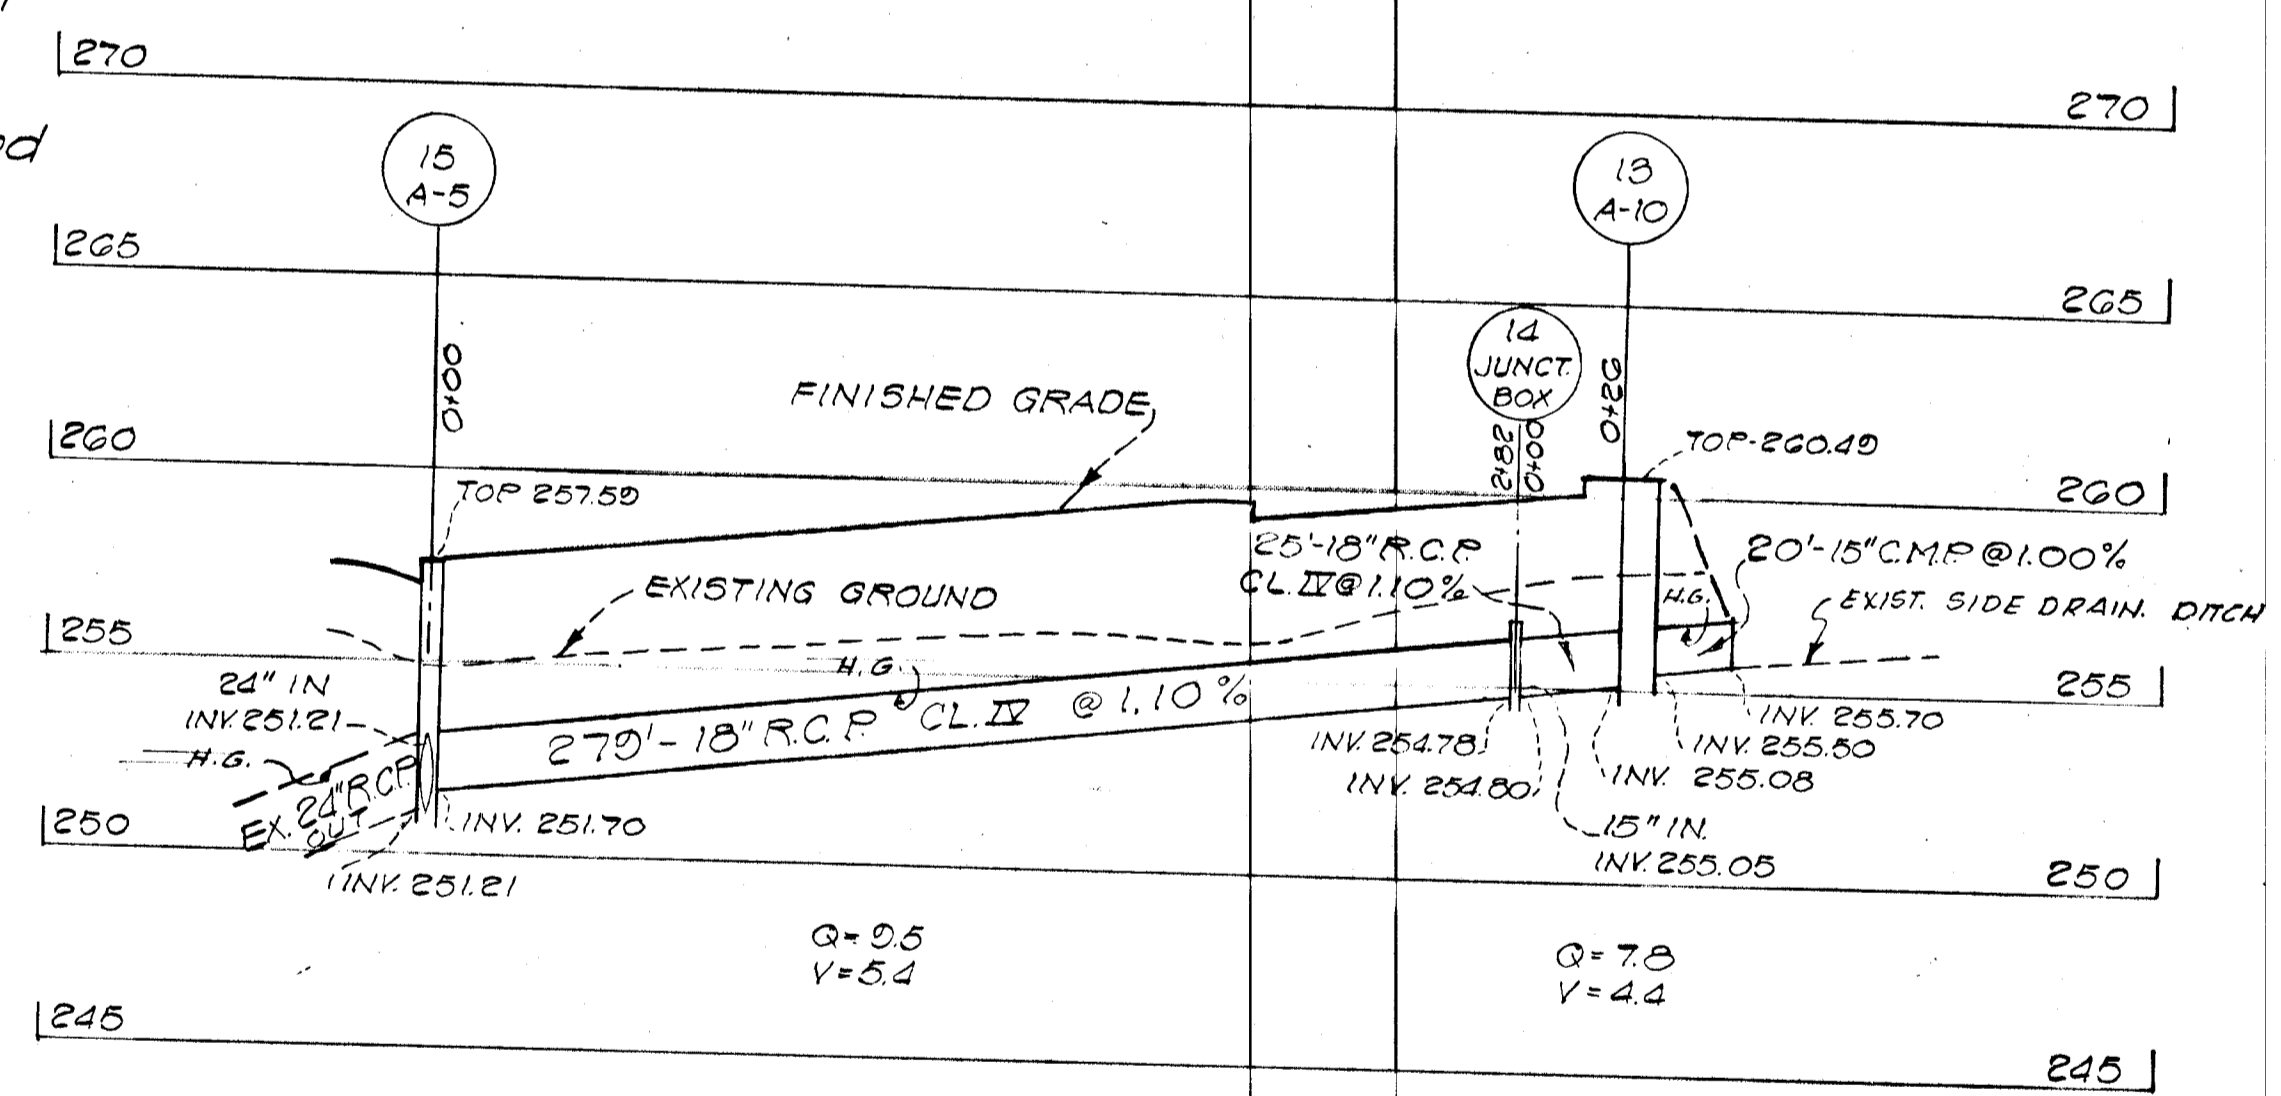 270
270
15
A-5
13
A-10
265
265
0+00
14
JUNCT.
BOX
FINISHED GRADE
2+82
0+00
260
TOP-260.49
260
TOP 257.59
25'-18" R.C.P.
CL. IV @ 1.10%
20'-15" C.M.P. @ 1.00%
EXISTING GROUND
H.G.
EXIST. SIDE DRAIN. DITCH
255
H.G.
24" IN
INV. 251.21
279'-18" R.C.P. CL. IV @ 1.10%
255
INV. 255.70
INV. 254.78
INV. 255.50
H.G.
INV. 254.80
INV. 255.08
EX. 24" R.C.P.
OUT
250
INV. 251.70
15" IN.
INV. 255.05
INV. 251.21
250
Q= 9.5
V= 5.4
Q= 7.8
V= 4.4
245
245